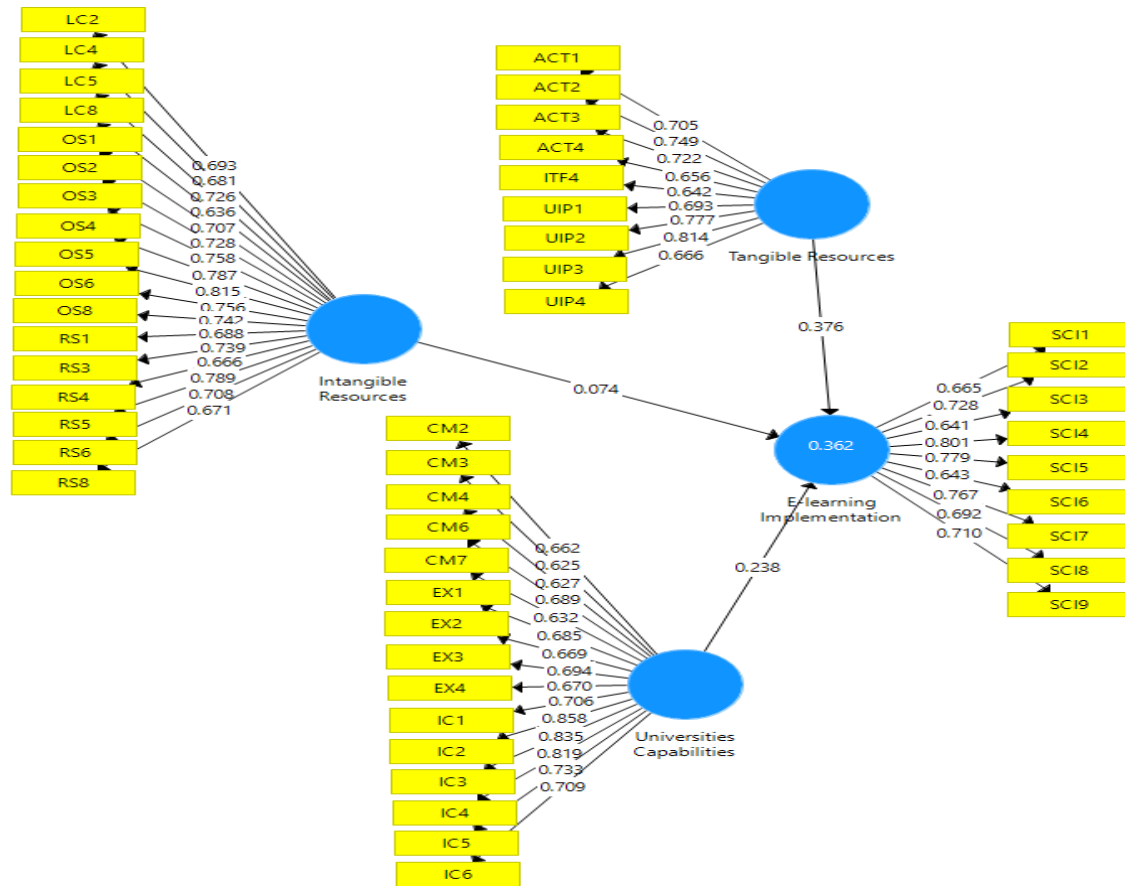 LC2
LC4
LC5
LC8
OS1
OS2
OS3
OS4
OS5
OS6
OS8
RS1
RS3
RS4
RS5
RS6
RS8
0.693
0.681
0.726
0.636
0.707
0.728
0.758
0.787
0.815
0.756
0.742
0.688
0.739
0.666
0.789
0.708
0.671
Intangible
Resources
ACT1
ACT2
ACT3
ACT4
ITF4
UIP1
UIP2
UIP3
UIP4
0.705
0.749
0.722
0.656
0.642
0.693
0.777
0.814
0.666
Tangible Resources
0.376
0.074
0.238
CM2
CM3
CM4
CM6
CM7
EX1
EX2
EX3
EX4
IC1
IC2
IC3
IC4
IC5
IC6
0.662
0.625
0.627
0.689
0.632
0.685
0.669
0.694
0.670
0.706
0.858
0.835
0.819
0.733
0.709
Universities
Capabilities
0.362
E-learning
Implementation
0.665
0.728
0.641
0.801
0.779
0.643
0.767
0.692
0.710
SCI1
SCI2
SCI3
SCI4
SCI5
SCI6
SCI7
SCI8
SCI9